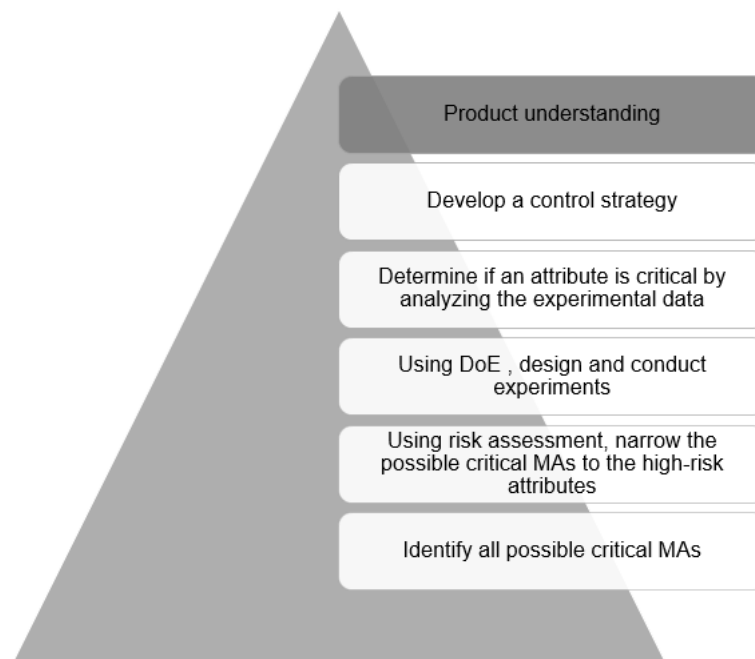 Product understanding
Develop a control strategy
Determine if an attribute is critical by
analyzing the experimental data
Using DoE , design and conduct
experiments
Using risk assessment, narrow the
possible critical MAs to the high-risk
attributes
Identify all possible critical MAs